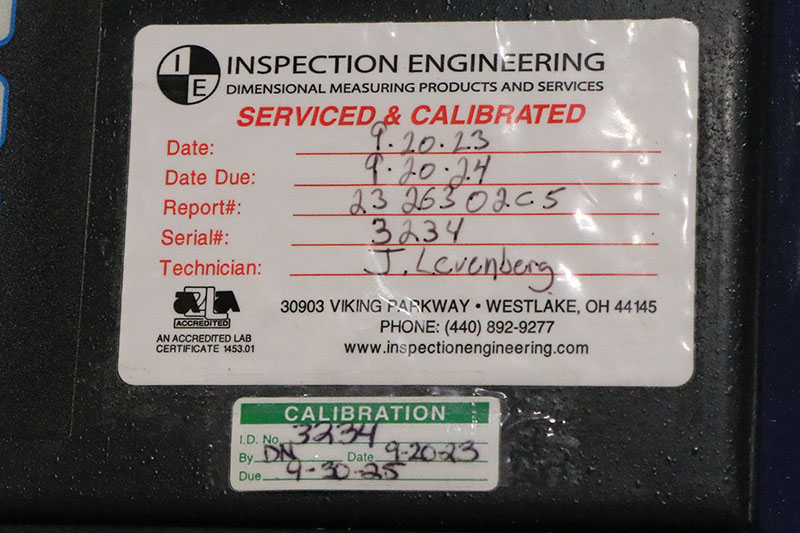 I E INSPECTION ENGINEERING
DIMENSIONAL MEASURING PRODUCTS AND SERVICES
SERVICED & CALIBRATED
Date: 9.20.23
Date Due: 9.20.24
Report#: 23 26302C.5
Serial#: 3234
Technician: J. Levenberg
a2la
ACCREDITED
AN ACCREDITED LAB
CERTIFICATE 1453.01
30903 VIKING PARKWAY • WESTLAKE, OH 44145
PHONE: (440) 892-9277
www.inspectionengineering.com
CALIBRATION
I.D. No. 3234
By DN Date 9-20-23
Due 9-30-25